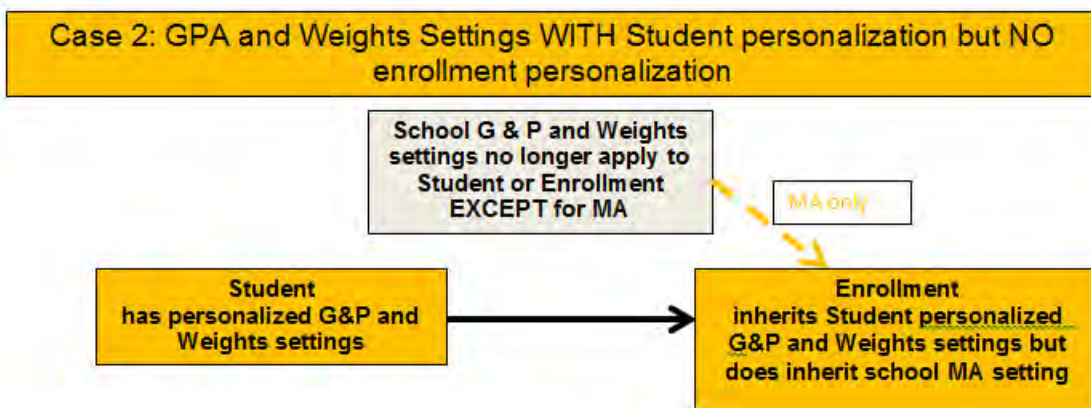 Case 2: GPA and Weights Settings WITH Student personalization but NO
enrollment personalization
School G & P and Weights
settings no longer apply to
Student or Enrollment
EXCEPT for MA
MA only
Student
has personalized G&P and
Weights settings
Enrollment
inherits Student personalized
G&P and Weights settings but
does inherit school MA setting